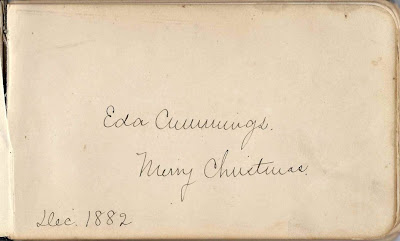 Eda Cummings.
Merry Christmas.
Dec. 1882